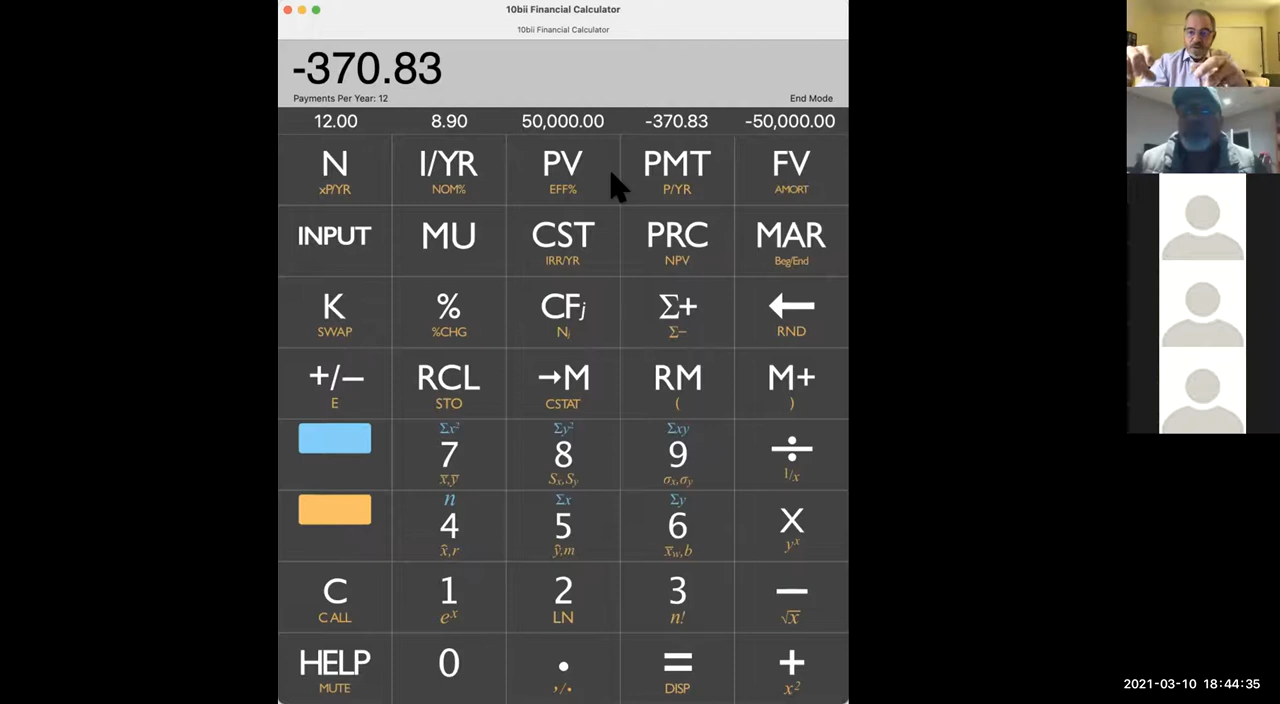 10bii Financial Calculator
10bii Financial Calculator
-370.83
Payments Per Year: 12 End Mode
12.00 8.90 50,000.00 -370.83 -50,000.00
N I/YR PV PMT FV
xP/YR NOM% EFF% P/YR AMORT
INPUT MU CST PRC MAR
IRR/YR NPV Beg/End
K % CFj Σ+ ←
SWAP %CHG Nj Σ− RND
+/− RCL →M RM M+
E STO CSTAT ( )
Σx² Σy² Σxy
7 8 9 ÷
x̅,y̅ Sx,Sy σx,σy 1/x
n Σx Σy
4 5 6 X
x̂,r ŷ,m x̅w,b yˣ
C 1 2 3 −
C ALL eˣ LN n! √x
HELP 0 . = +
MUTE ,/. DISP x²
2021-03-10 18:44:35